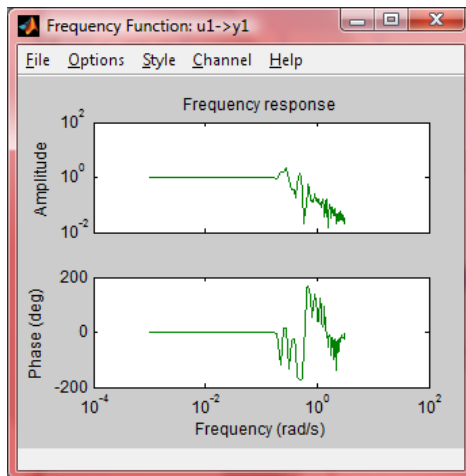 Frequency Function: u1->y1
File Options Style Channel Help
Frequency response
Amplitude
10^2
10^0
10^-2
Phase (deg)
200
0
-200
10^-4 10^-2 10^0 10^2
Frequency (rad/s)